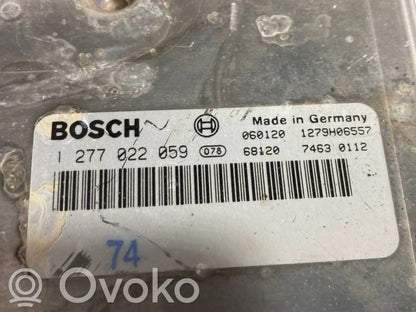 BOSCH
Made in Germany
060120 1279H06557
1 277 022 059 078 68120 7463 0112
74
Ovoko